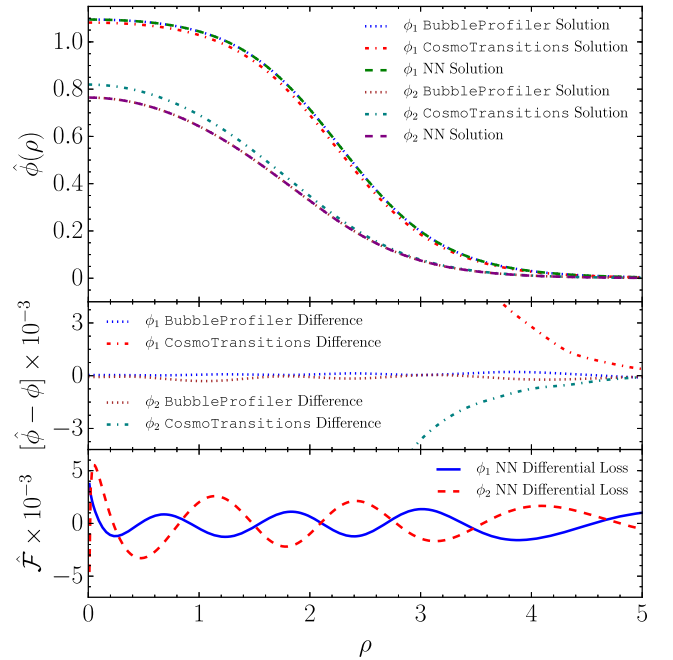 1.0
0.8
0.6
0.4
0.2
0
ϕ̂(ρ)
ϕ₁ BubbleProfiler Solution
ϕ₁ CosmoTransitions Solution
ϕ₁ NN Solution
ϕ₂ BubbleProfiler Solution
ϕ₂ CosmoTransitions Solution
ϕ₂ NN Solution
3
0
−3
[ϕ̂ − ϕ] × 10⁻³
ϕ₁ BubbleProfiler Difference
ϕ₁ CosmoTransitions Difference
ϕ₂ BubbleProfiler Difference
ϕ₂ CosmoTransitions Difference
5
0
−5
ℱ̂ × 10⁻³
ϕ₁ NN Differential Loss
ϕ₂ NN Differential Loss
0 1 2 3 4 5
ρ